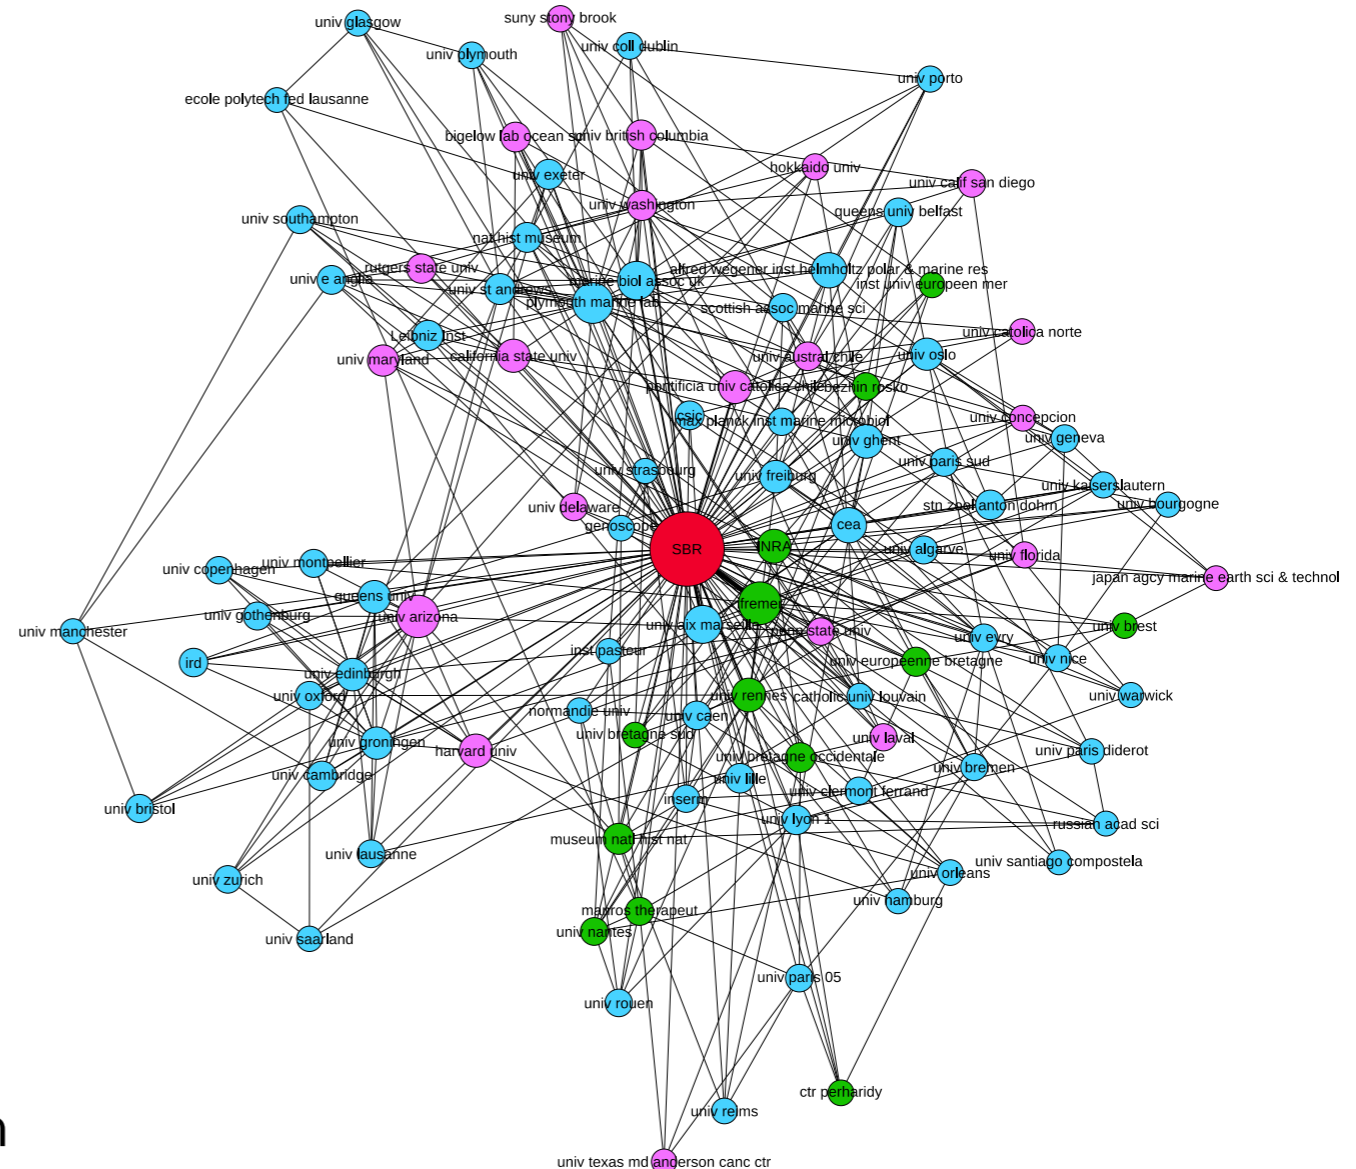 suny stony brook
univ glasgow
univ coll dublin
univ plymouth
univ porto
ecole polytech fed lausanne
bigelow lab ocean sci
univ british columbia
hokkaido univ
univ exeter
univ calif san diego
univ washington
queens univ belfast
univ southampton
nat hist museum
rutgers state univ
alfred wegener inst helmholtz polar & marine res
univ e anglia
marine biol assoc uk
inst univ europeen mer
univ st andrews
plymouth marine lab
scottish assoc marine sci
univ catolica norte
Leibniz Inst
univ maryland
california state univ
univ austral chile
univ oslo
pontificia univ catolica chile
bezhin rosko
csic
max planck inst marine microbiol
univ concepcion
univ geneva
univ ghent
univ paris sud
univ strasbourg
univ freiburg
univ kaiserslautern
stn zool anton dohrn
univ bourgogne
univ delaware
genoscope
cea
SBR
INRA
univ algarve
univ florida
univ montpellier
univ copenhagen
japan agcy marine earth sci & technol
queens univ
ifremer
univ gothenburg
univ arizona
univ aix marseille
penn state univ
univ brest
univ manchester
univ evry
inst pasteur
ird
univ europeenne bretagne
univ nice
univ edinburgh
univ oxford
univ rennes
catholic univ louvain
univ warwick
normandie univ
univ caen
univ bretagne sud
univ laval
univ groningen
harvard univ
univ bretagne occidentale
univ paris diderot
univ cambridge
univ lille
univ bremen
univ clermont ferrand
inserm
univ bristol
univ lyon 1
russian acad sci
museum natl hist nat
univ lausanne
univ santiago compostela
univ zurich
univ orleans
univ hamburg
manros therapeut
univ nantes
univ saarland
univ paris 05
univ rouen
ctr perharidy
univ reims
n
univ texas md anderson canc ctr